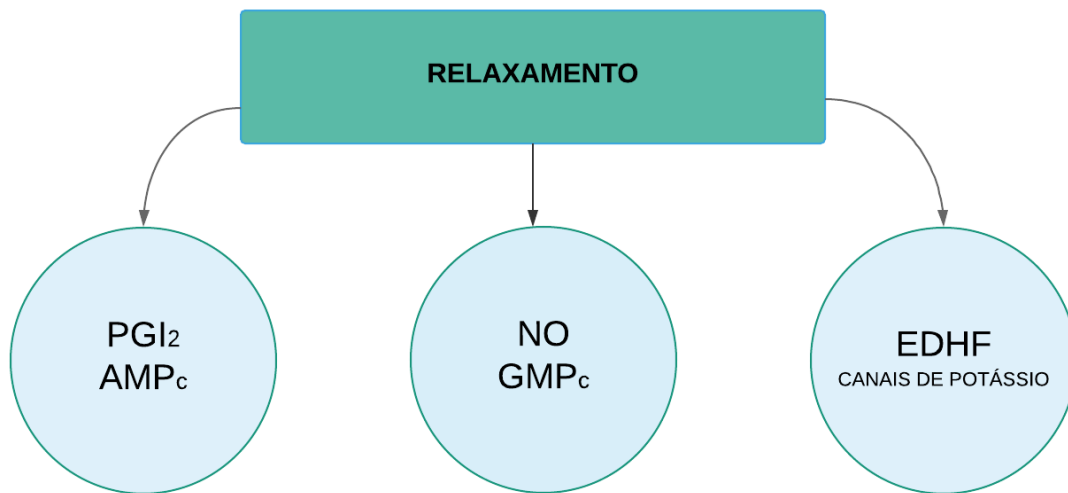 RELAXAMENTO
PGI2
AMPc
NO
GMPc
EDHF
CANAIS DE POTÁSSIO